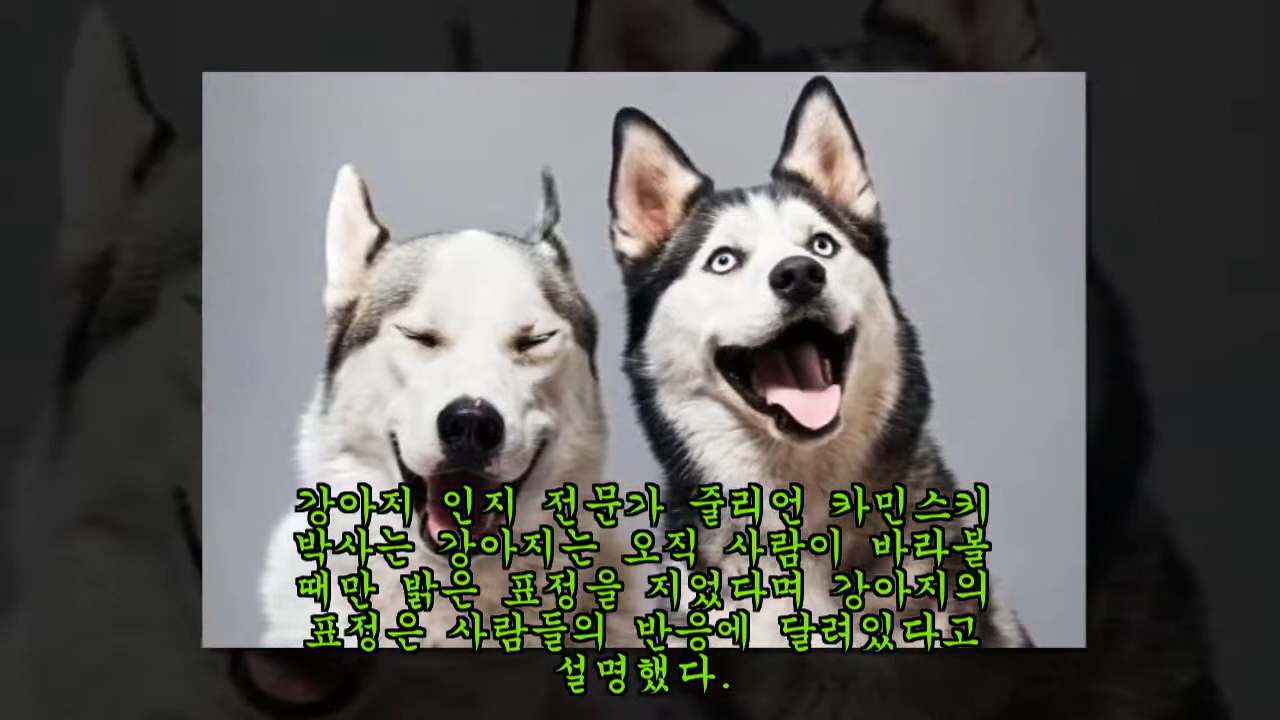 강아저 인지 전문가 줄리언 카민스키
박사는 강아제는 오직 사람이 바라볼
때만 밝은 표정을 지었다며 강아지의
표정은 사람들의 반응에 달려있다고
설명했다.